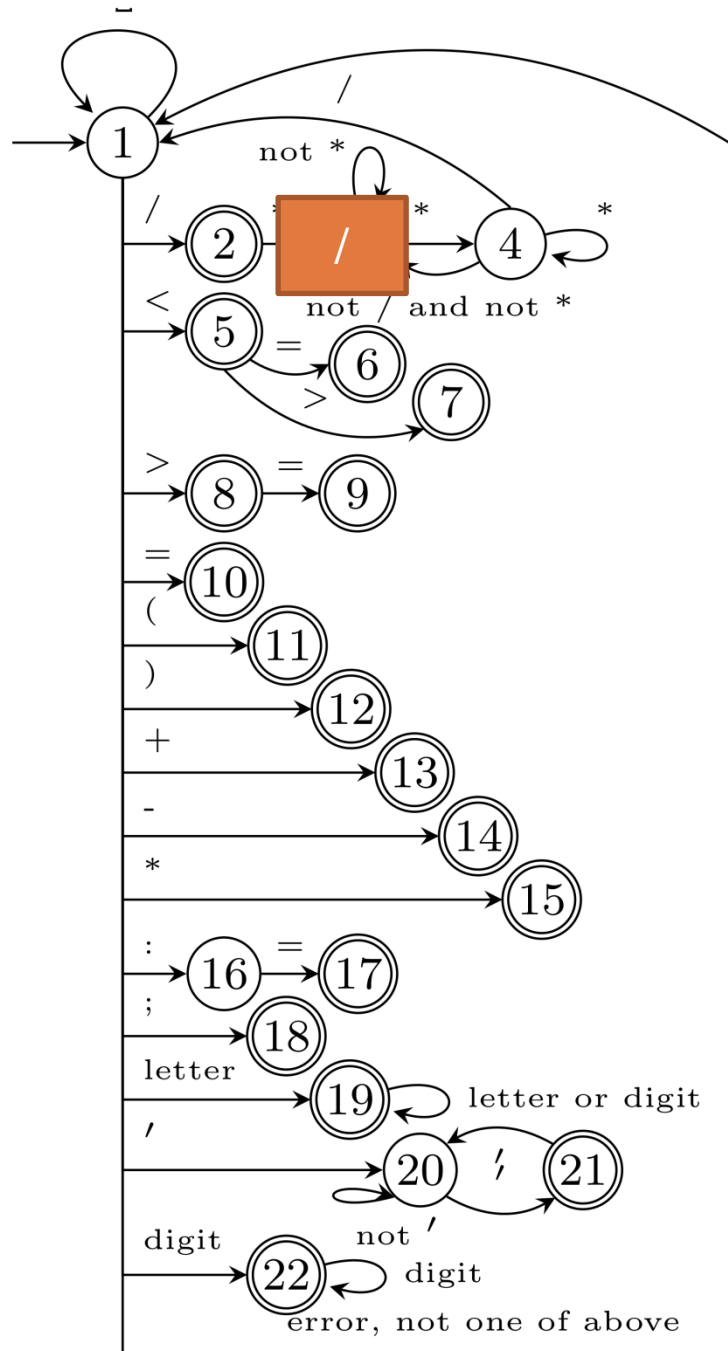 ␣
/
1
not *
/ * * *
2 / 4
< not / and not *
5 = 6
> 7
> =
8 9
=
10
(
11
)
12
+
13
-
14
*
15
: =
16 17
;
18
letter
19 letter or digit
'
20 ' ' 21
not '
digit
22 digit
error, not one of above